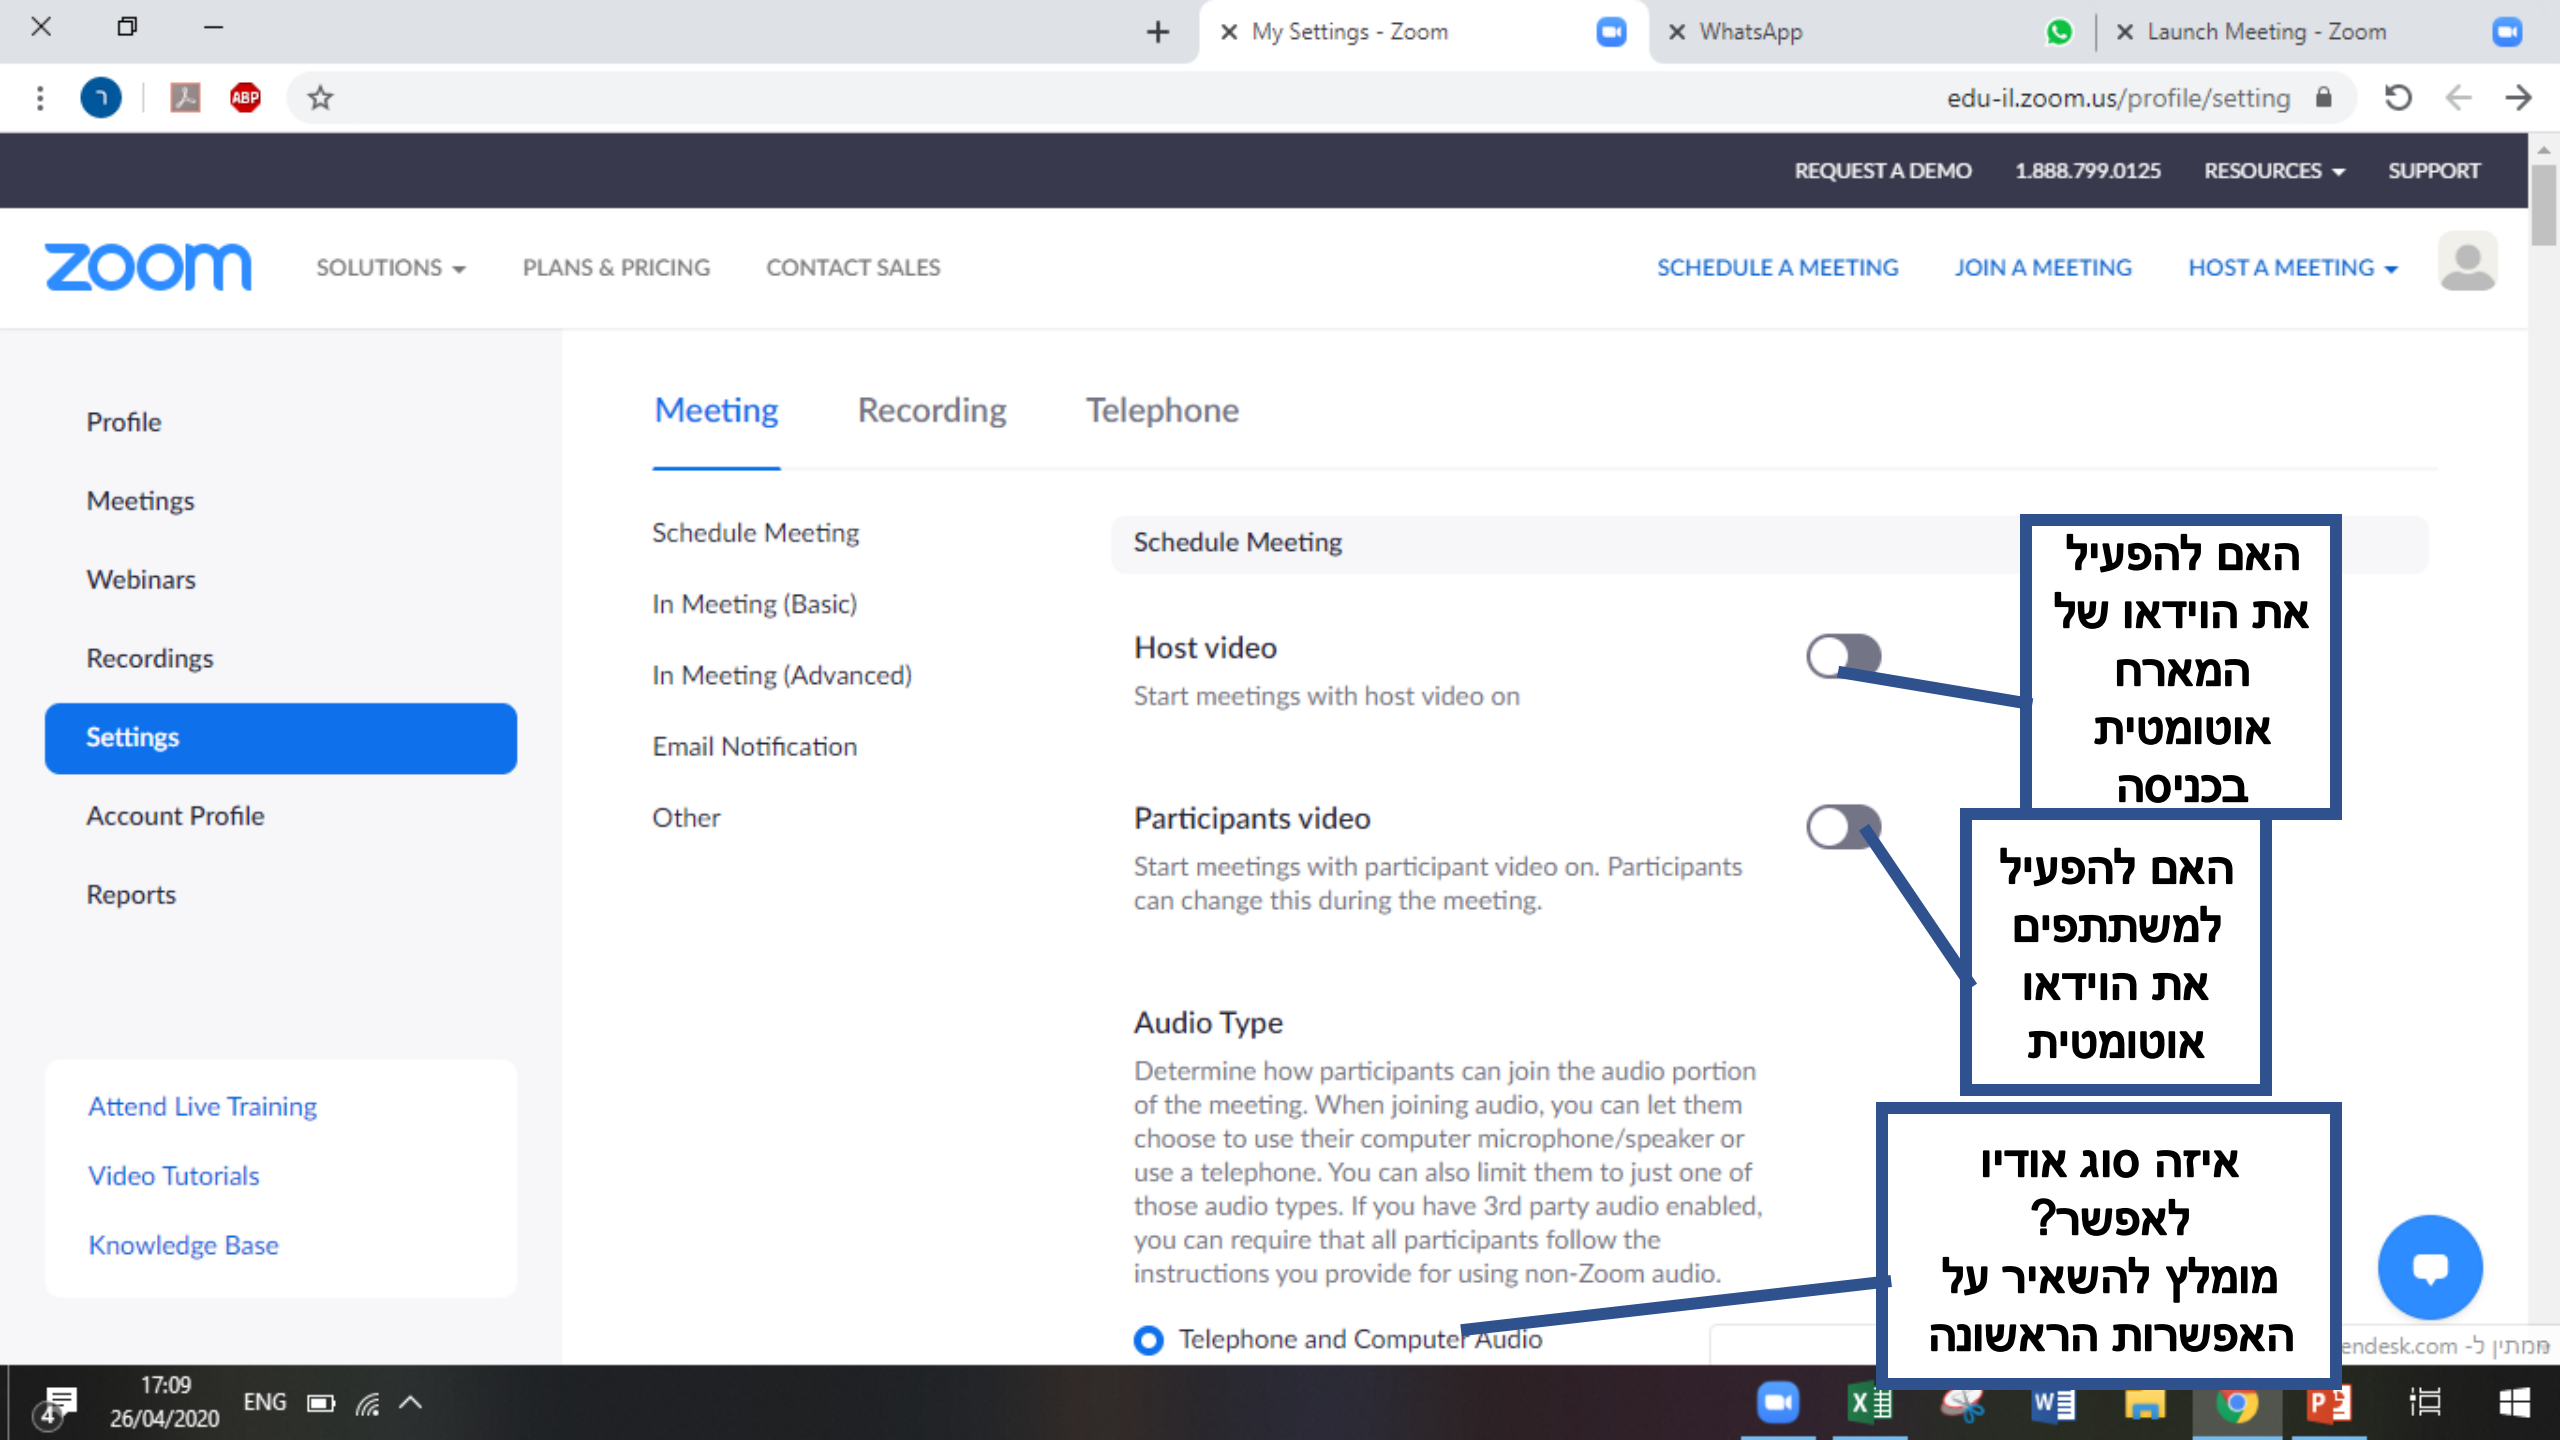 My Settings - Zoom
WhatsApp
Launch Meeting - Zoom
ר
ABP
edu-il.zoom.us/profile/setting
REQUEST A DEMO
1.888.799.0125
RESOURCES
SUPPORT
zoom
SOLUTIONS
PLANS & PRICING
CONTACT SALES
SCHEDULE A MEETING
JOIN A MEETING
HOST A MEETING
Profile
Meetings
Webinars
Recordings
Settings
Account Profile
Reports
Attend Live Training
Video Tutorials
Knowledge Base
Meeting
Recording
Telephone
Schedule Meeting
In Meeting (Basic)
In Meeting (Advanced)
Email Notification
Other
Schedule Meeting
Host video
Start meetings with host video on
האם להפעיל
את הוידאו של
המארח
אוטומטית
בכניסה
Participants video
Start meetings with participant video on. Participants
can change this during the meeting.
האם להפעיל
למשתתפים
את הוידאו
אוטומטית
Audio Type
Determine how participants can join the audio portion
of the meeting. When joining audio, you can let them
choose to use their computer microphone/speaker or
use a telephone. You can also limit them to just one of
those audio types. If you have 3rd party audio enabled,
you can require that all participants follow the
instructions you provide for using non-Zoom audio.
Telephone and Computer Audio
איזה סוג אודיו
לאפשר?
מומלץ להשאיר על
האפשרות הראשונה
ממתין ל- endesk.com
4
17:09
26/04/2020
ENG